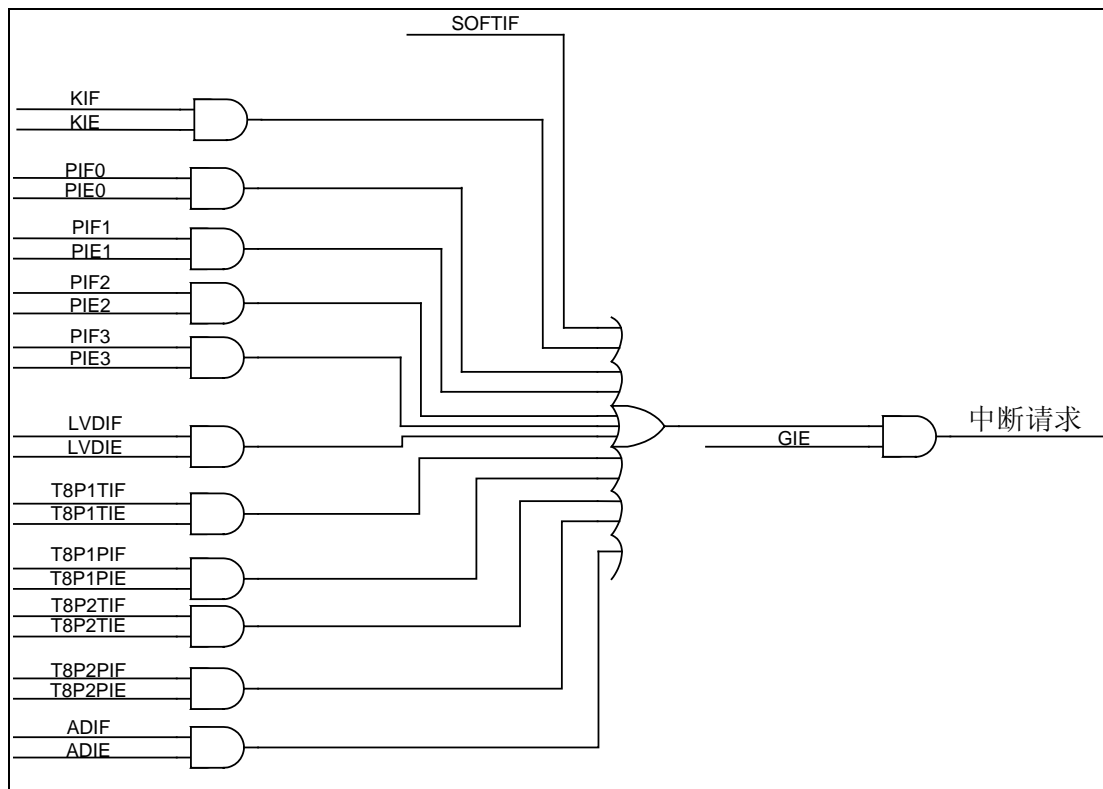 SOFTIF
KIF
KIE
PIF0
PIE0
PIF1
PIE1
PIF2
PIE2
PIF3
PIE3
LVDIF
LVDIE
GIE
中断请求
T8P1TIF
T8P1TIE
T8P1PIF
T8P1PIE
T8P2TIF
T8P2TIE
T8P2PIF
T8P2PIE
ADIF
ADIE